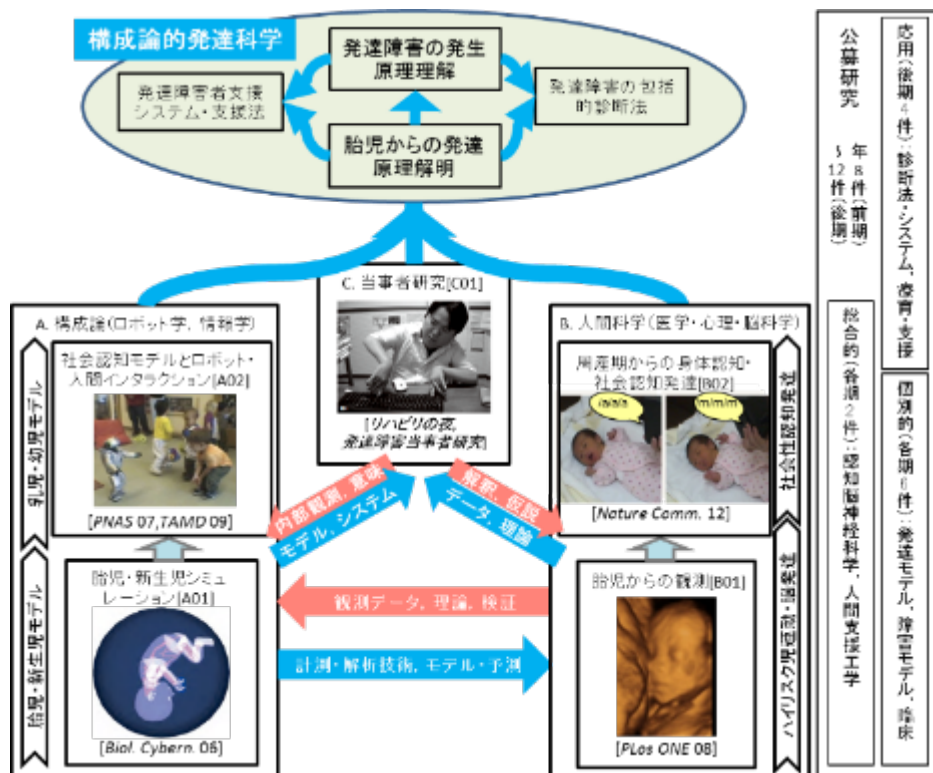 構成論的発達科学
発達障害の発生
原理理解
発達障害者支援
システム・支援法
発達障害の包括
的診断法
胎児からの発達
原理解明
C. 当事者研究[C01]
[リハビリの夜,
発達障害当事者研究]
A. 構成論(ロボット学, 情報学)
社会認知モデルとロボット・
人間インタラクション[A02]
[PNAS 07,TAMD 09]
乳児・幼児モデル
胎児・新生児シミュ
レーション[A01]
[Biol. Cybern. 06]
胎児・新生児モデル
B. 人間科学(医学・心理・脳科学)
周産期からの身体認知・
社会認知発達[B02]
/a/a/a
/m/m/m
[Nature Comm. 12]
社会性認知発達
胎児からの観測[B01]
[PLos ONE 08]
ハイリスク児運動・脳発達
内部観測, 意味
モデル, システム
解釈, 仮説
データ, 理論
観測データ, 理論, 検証
計測・解析技術, モデル・予測
公募研究
年8件(前期)
~12件(後期)
応用(後期4件):診断法・システム, 療育・支援
総合的(各期2件):認知脳神経科学, 人間支援工学
個別的(各期6件):発達モデル, 障害モデル, 臨床